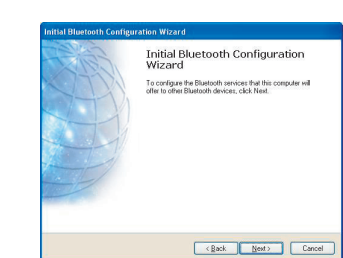 Initial Bluetooth Configuration Wizard
Initial Bluetooth Configuration
Wizard
To configure the Bluetooth services that this computer will
offer to other Bluetooth devices, click Next.
< Back Next > Cancel